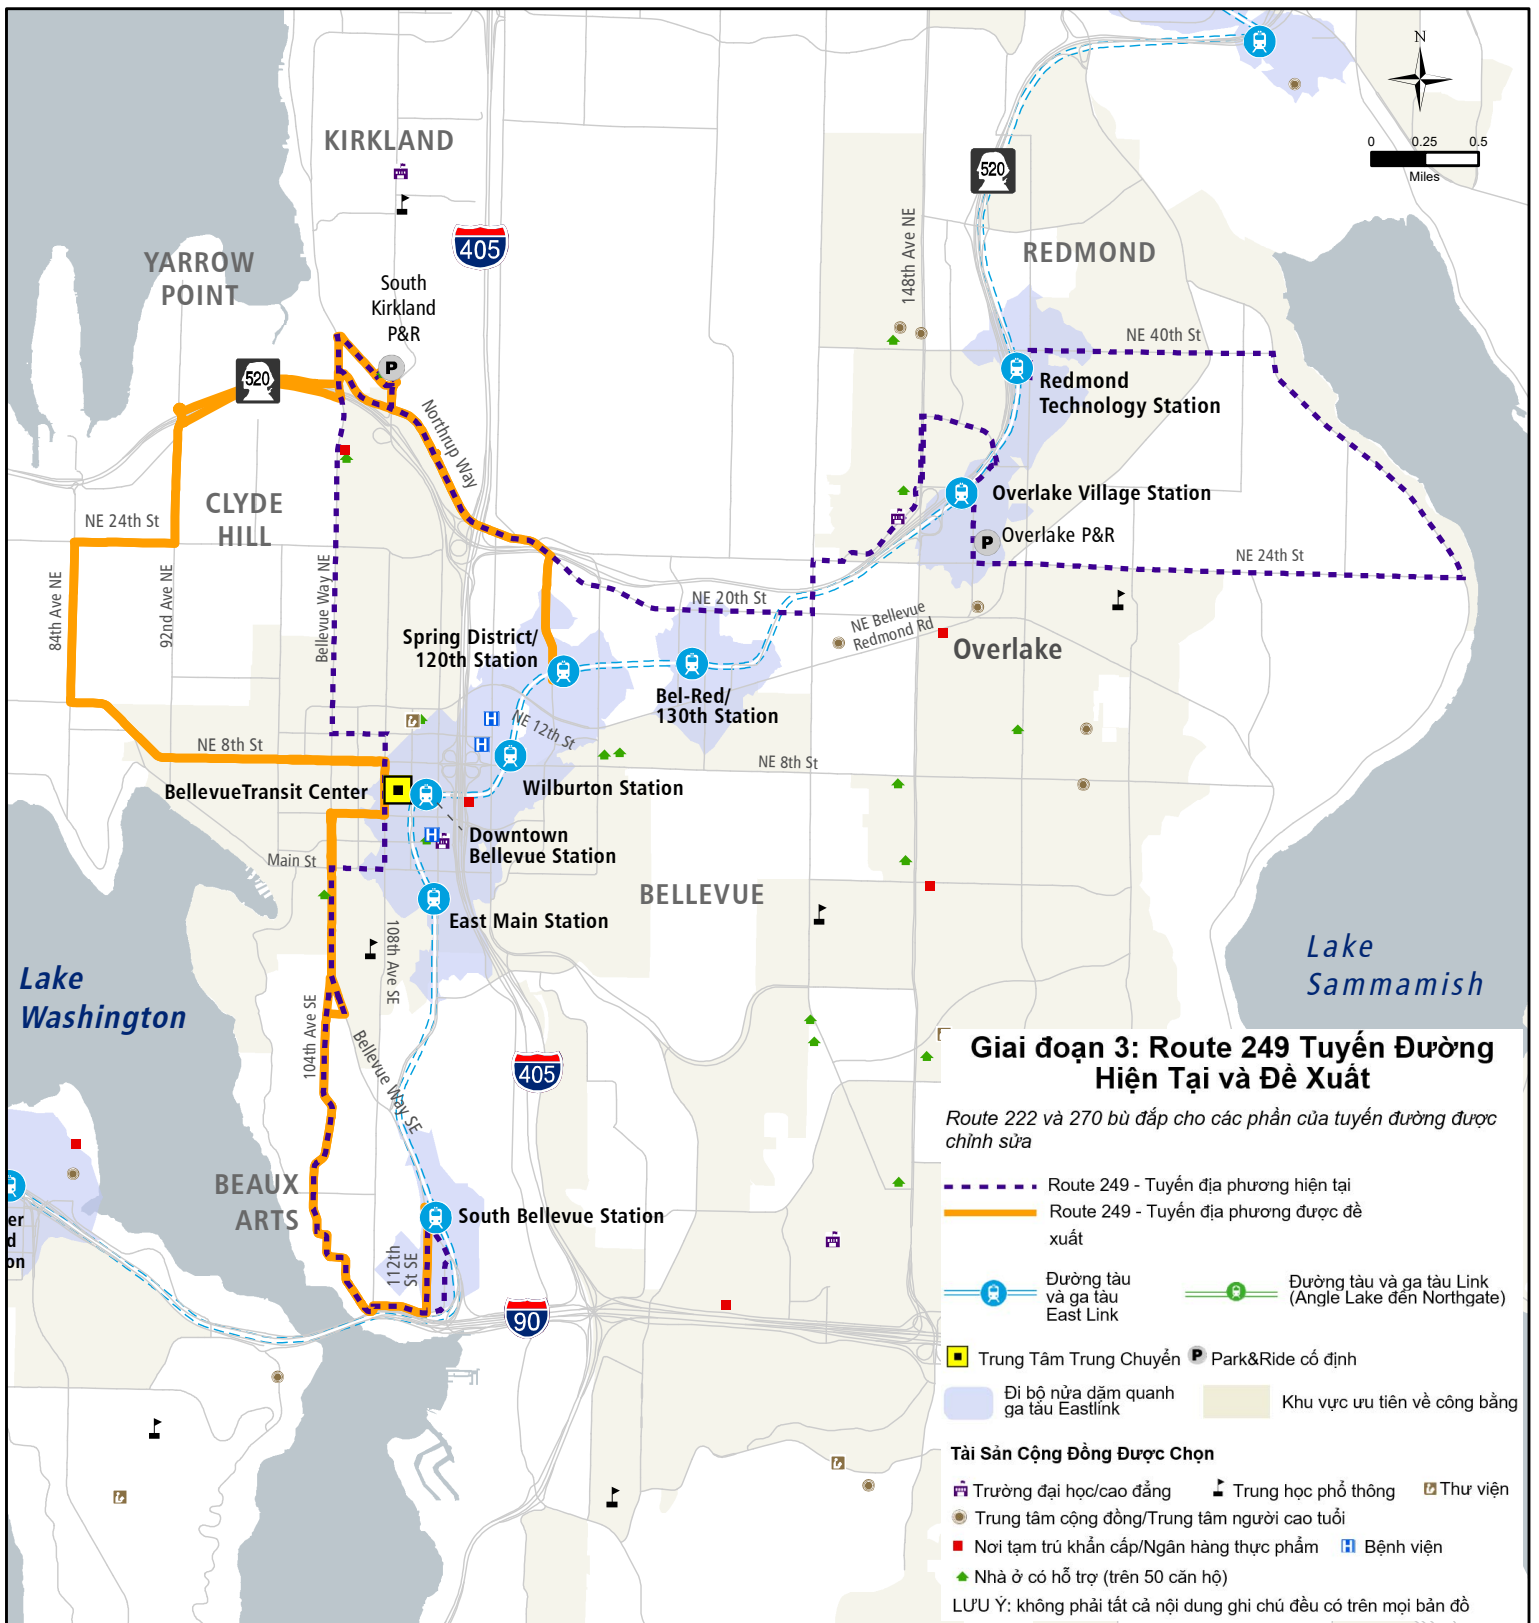 N
0 0.25 0.5
Miles
KIRKLAND
520
405
148th Ave NE
REDMOND
YARROW
POINT
South
Kirkland
P&R
P
NE 40th St
520
Redmond
Technology Station
Northrup Way
Overlake Village Station
CLYDE
HILL
NE 24th St
P Overlake P&R
NE 24th St
84th Ave NE
92nd Ave NE
Bellevue Way NE
NE 20th St
NE Bellevue
Redmond Rd
Spring District/
120th Station
Overlake
Bel-Red/
130th Station
H
NE 12th St
H
NE 8th St
NE 8th St
BellevueTransit Center
Wilburton Station
H
Downtown
Bellevue Station
Main St
BELLEVUE
East Main Station
108th Ave SE
Lake
Washington
Lake
Sammamish
104th Ave SE
Bellevue Way SE
405
BEAUX
ARTS
er
d
on
South Bellevue Station
112th
St SE
90
Giai đoạn 3: Route 249 Tuyến Đường
Hiện Tại và Đề Xuất
Route 222 và 270 bù đắp cho các phần của tuyến đường được
chỉnh sửa
Route 249 - Tuyến địa phương hiện tại
Route 249 - Tuyến địa phương được đề
xuất
Đường tàu
và ga tàu
East Link
Đường tàu và ga tàu Link
(Angle Lake đến Northgate)
Trung Tâm Trung Chuyển
P Park&Ride cố định
Đi bộ nửa dặm quanh
ga tàu Eastlink
Khu vực ưu tiên về công bằng
Tài Sản Cộng Đồng Được Chọn
Trường đại học/cao đẳng
Trung học phổ thông
Thư viện
Trung tâm cộng đồng/Trung tâm người cao tuổi
Nơi tạm trú khẩn cấp/Ngân hàng thực phẩm
H Bệnh viện
Nhà ở có hỗ trợ (trên 50 căn hộ)
LƯU Ý: không phải tất cả nội dung ghi chú đều có trên mọi bản đồ